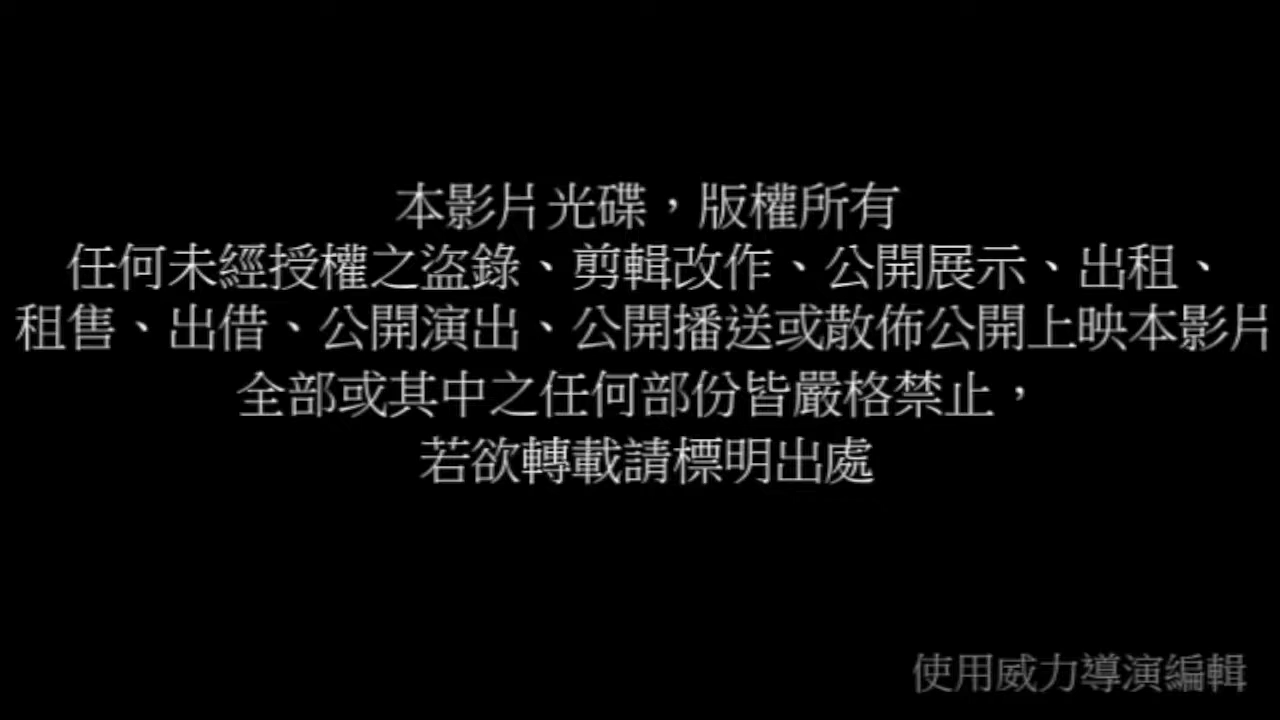 本影片光碟，版權所有
任何未經授權之盜錄、剪輯改作、公開展示、出租、
租售、出借、公開演出、公開播送或散佈公開上映本影片
全部或其中之任何部份皆嚴格禁止，
若欲轉載請標明出處
使用威力導演編輯